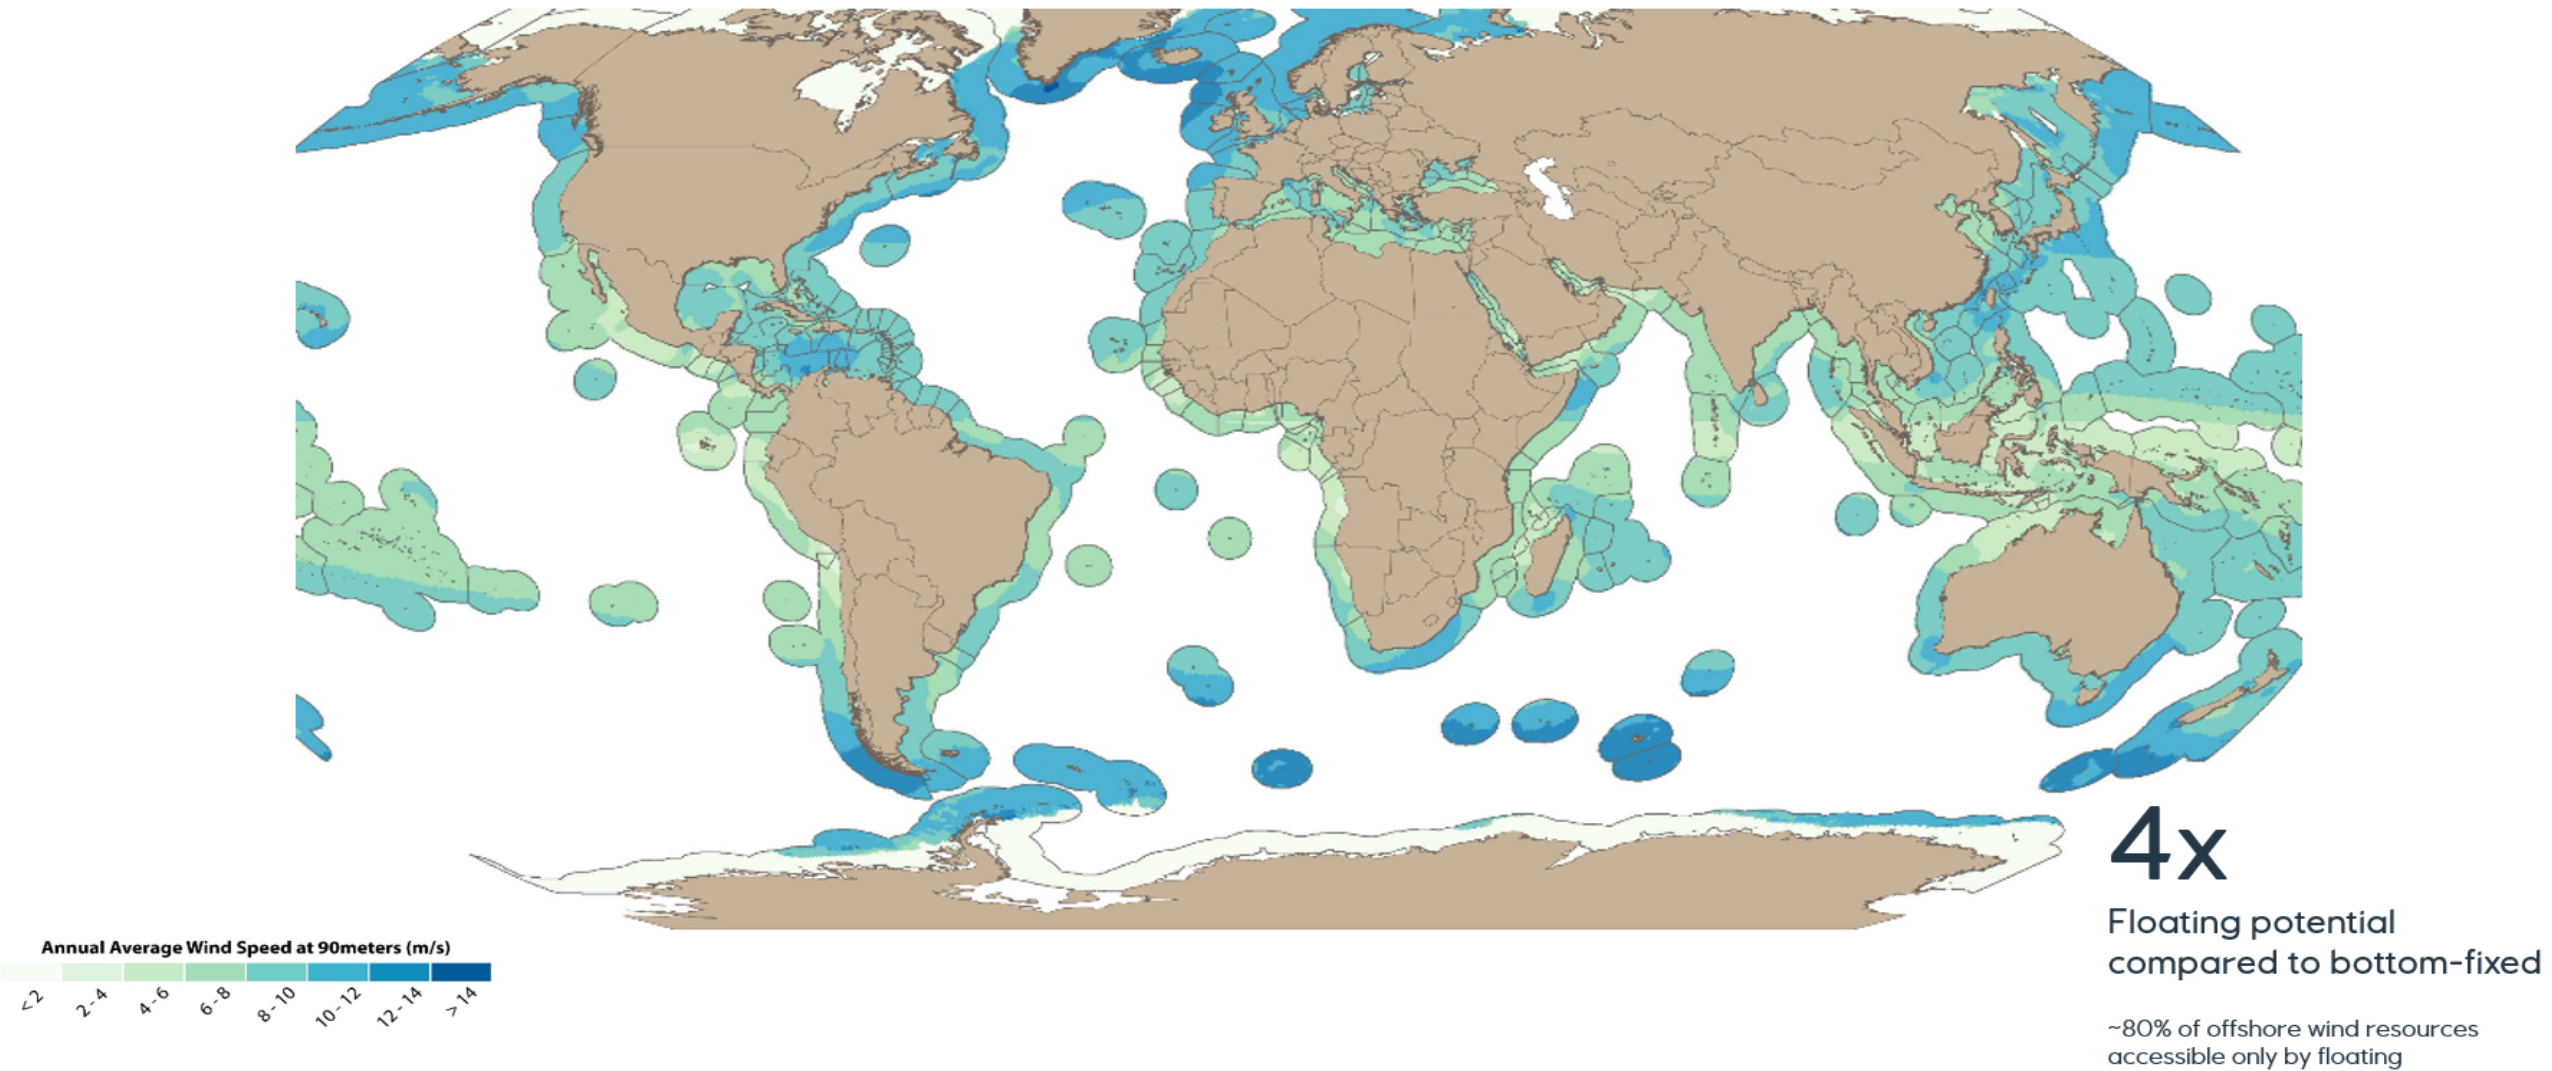 4x
Floating potential
compared to bottom-fixed
~80% of offshore wind resources
accessible only by floating
Annual Average Wind Speed at 90meters (m/s)
< 2
2 - 4
4 - 6
6 - 8
8 - 10
10 - 12
12 - 14
> 14